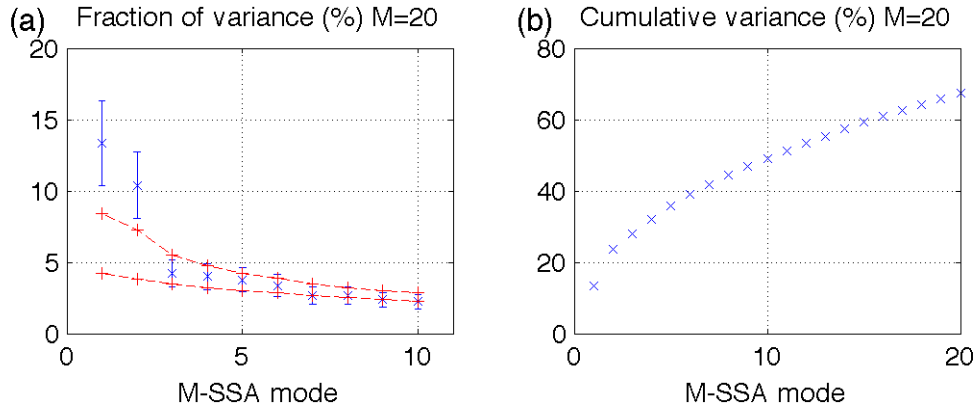 (a) Fraction of variance (%) M=20
20
15
10
5
0
0 5 10
M-SSA mode
(b) Cumulative variance (%) M=20
80
60
40
20
0
0 10 20
M-SSA mode